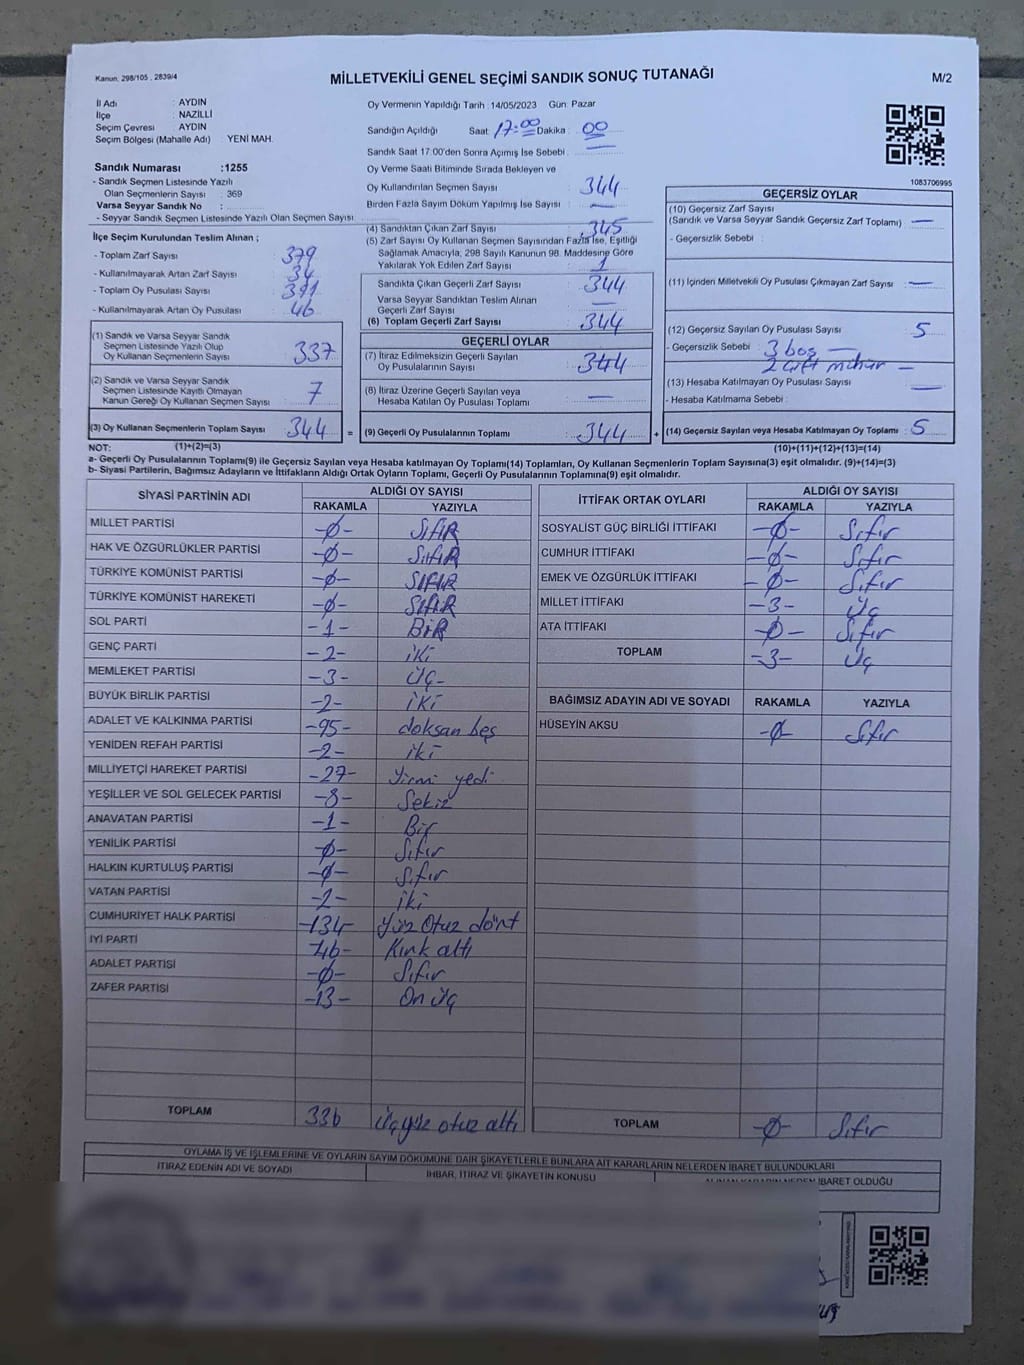 Kanun: 298/105 , 2839/4
MİLLETVEKİLİ GENEL SEÇİMİ SANDIK SONUÇ TUTANAĞI
M/2
İl Adı : AYDIN
İlçe : NAZİLLİ
Seçim Çevresi : AYDIN
Seçim Bölgesi (Mahalle Adı) YENİ MAH.
Sandık Numarası :1255
- Sandık Seçmen Listesinde Yazılı
Olan Seçmenlerin Sayısı : 369
Varsa Seyyar Sandık No :
- Seyyar Sandık Seçmen Listesinde Yazılı Olan Seçmen Sayısı
İlçe Seçim Kurulundan Teslim Alınan ;
- Toplam Zarf Sayısı 379
- Kullanılmayarak Artan Zarf Sayısı 34
- Toplam Oy Pusulası Sayısı 391
- Kullanılmayarak Artan Oy Pusulası 46
Oy Vermenin Yapıldığı Tarih : 14/05/2023 Gün: Pazar
Sandığın Açıldığı Saat: 17:00 Dakika : 00
Sandık Saat 17:00'den Sonra Açımış İse Sebebi : —
Oy Verme Saati Bitiminde Sırada Bekleyen ve
Oy Kullandırılan Seçmen Sayısı : 344
Birden Fazla Sayım Döküm Yapılmış İse Sayısı : —
(4) Sandıktan Çıkan Zarf Sayısı : 345
(5) Zarf Sayısı Oy Kullanan Seçmen Sayısından Fazla İse, Eşitliği
Sağlamak Amacıyla; 298 Sayılı Kanunun 98. Maddesine Göre
Yakılarak Yok Edilen Zarf Sayısı : 1
Sandıkta Çıkan Geçerli Zarf Sayısı : 344
Varsa Seyyar Sandıktan Teslim Alınan
Geçerli Zarf Sayısı : —
(6) Toplam Geçerli Zarf Sayısı : 344
1083706995
GEÇERSİZ OYLAR
(10) Geçersiz Zarf Sayısı
(Sandık ve Varsa Seyyar Sandık Geçersiz Zarf Toplamı) : —
- Geçersizlik Sebebi :
(11) İçinden Milletvekili Oy Pusulası Çıkmayan Zarf Sayısı : —
(12) Geçersiz Sayılan Oy Pusulası Sayısı : 5
- Geçersizlik Sebebi : 3 boş —
2 çift mühür —
(13) Hesaba Katılmayan Oy Pusulası Sayısı : —
- Hesaba Katılmama Sebebi :
(1) Sandık ve Varsa Seyyar Sandık
Seçmen Listesinde Yazılı Olup
Oy Kullanan Seçmenlerin Sayısı : 337
(2) Sandık ve Varsa Seyyar Sandık
Seçmen Listesinde Kayıtlı Olmayan
Kanun Gereği Oy Kullanan Seçmen Sayısı : 7
GEÇERLİ OYLAR
(7) İtiraz Edilmeksizin Geçerli Sayılan
Oy Pusulalarının Sayısı : 344
(8) İtiraz Üzerine Geçerli Sayılan veya
Hesaba Katılan Oy Pusulası Toplamı : —
(3) Oy Kullanan Seçmenlerin Toplam Sayısı : 344 = (9) Geçerli Oy Pusulalarının Toplamı : 344 + (14) Geçersiz Sayılan veya Hesaba Katılmayan Oy Toplamı : 5
NOT: (1)+(2)=(3) (10)+(11)+(12)+(13)=(14)
a- Geçerli Oy Pusulalarının Toplamı(9) ile Geçersiz Sayılan veya Hesaba katılmayan Oy Toplamı(14) Toplamları, Oy Kullanan Seçmenlerin Toplam Sayısına(3) eşit olmalıdır. (9)+(14)=(3)
b- Siyasi Partilerin, Bağımsız Adayların ve İttifakların Aldığı Ortak Oyların Toplamı, Geçerli Oy Pusulalarının Toplamına(9) eşit olmalıdır.
SİYASİ PARTİNİN ADI ALDIĞI OY SAYISI
RAKAMLA YAZIYLA
MİLLET PARTİSİ -0- SIFIR
HAK VE ÖZGÜRLÜKLER PARTİSİ -0- SIFIR
TÜRKİYE KOMÜNİST PARTİSİ -0- SIFIR
TÜRKİYE KOMÜNİST HAREKETİ -0- SIFIR
SOL PARTİ -1- BİR
GENÇ PARTİ -2- İKİ
MEMLEKET PARTİSİ -3- ÜÇ-
BÜYÜK BİRLİK PARTİSİ -2- İKİ
ADALET VE KALKINMA PARTİSİ -95- doksan beş
YENİDEN REFAH PARTİSİ -2- iki
MİLLİYETÇİ HAREKET PARTİSİ -27- Yirmi yedi
YEŞİLLER VE SOL GELECEK PARTİSİ -8- Sekiz
ANAVATAN PARTİSİ -1- Bir
YENİLİK PARTİSİ -0- Sıfır
HALKIN KURTULUŞ PARTİSİ -0- Sıfır
VATAN PARTİSİ -2- iki
CUMHURİYET HALK PARTİSİ -134- Yüz Otuz dört
İYİ PARTİ 46- Kırk altı
ADALET PARTİSİ -0- Sıfır
ZAFER PARTİSİ -13- On üç
TOPLAM 336 üçyüz otuz altı
İTTİFAK ORTAK OYLARI ALDIĞI OY SAYISI
RAKAMLA YAZIYLA
SOSYALİST GÜÇ BİRLİĞİ İTTİFAKI -0- Sıfır
CUMHUR İTTİFAKI -0- Sıfır
EMEK VE ÖZGÜRLÜK İTTİFAKI -0- Sıfır
MİLLET İTTİFAKI -3- Üç
ATA İTTİFAKI -0- Sıfır
TOPLAM -3- Üç
BAĞIMSIZ ADAYIN ADI VE SOYADI RAKAMLA YAZIYLA
HÜSEYİN AKSU -0- Sıfır
TOPLAM -0- Sıfır
OYLAMA İŞ VE İŞLEMLERİNE VE OYLARIN SAYIM DÖKÜMÜNE DAİR ŞİKAYETLERLE BUNLARA AİT KARARLARIN NELERDEN İBARET BULUNDUKLARI
İTİRAZ EDENİN ADI VE SOYADI
İHBAR, İTİRAZ VE ŞİKAYETİN KONUSU
ALINAN KARARIN NEDEN İBARET OLDUĞU